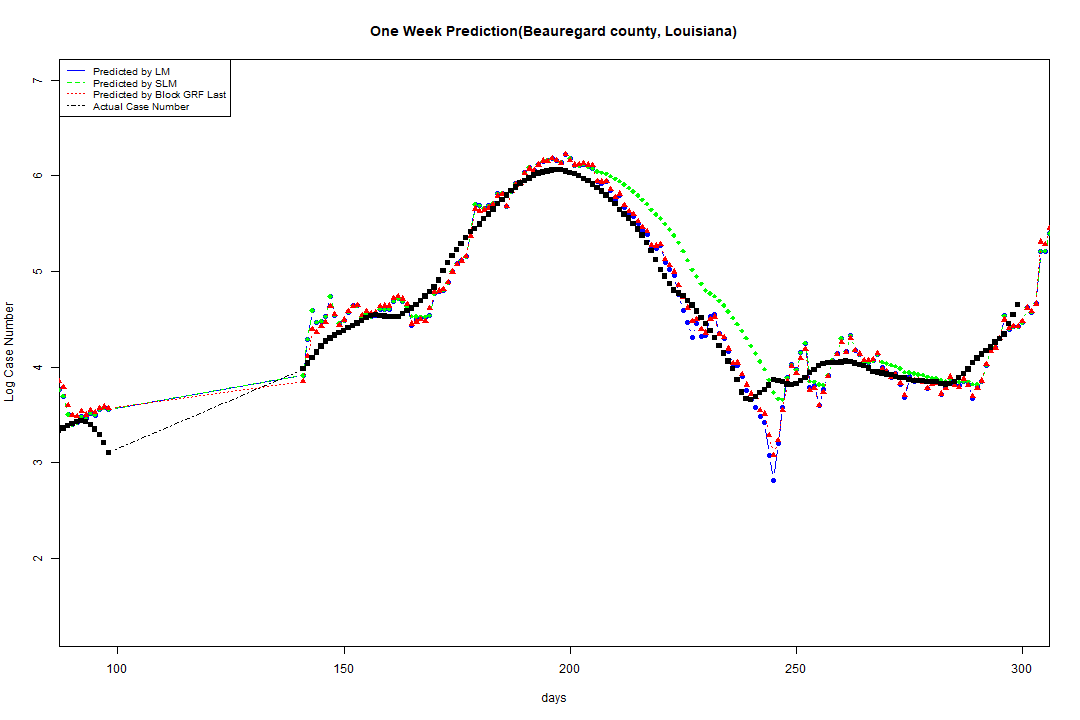 One Week Prediction(Beauregard county, Louisiana)
Predicted by LM
Predicted by SLM
Predicted by Block GRF Last
Actual Case Number
7
6
5
4
3
2
Log Case Number
100 150 200 250 300
days